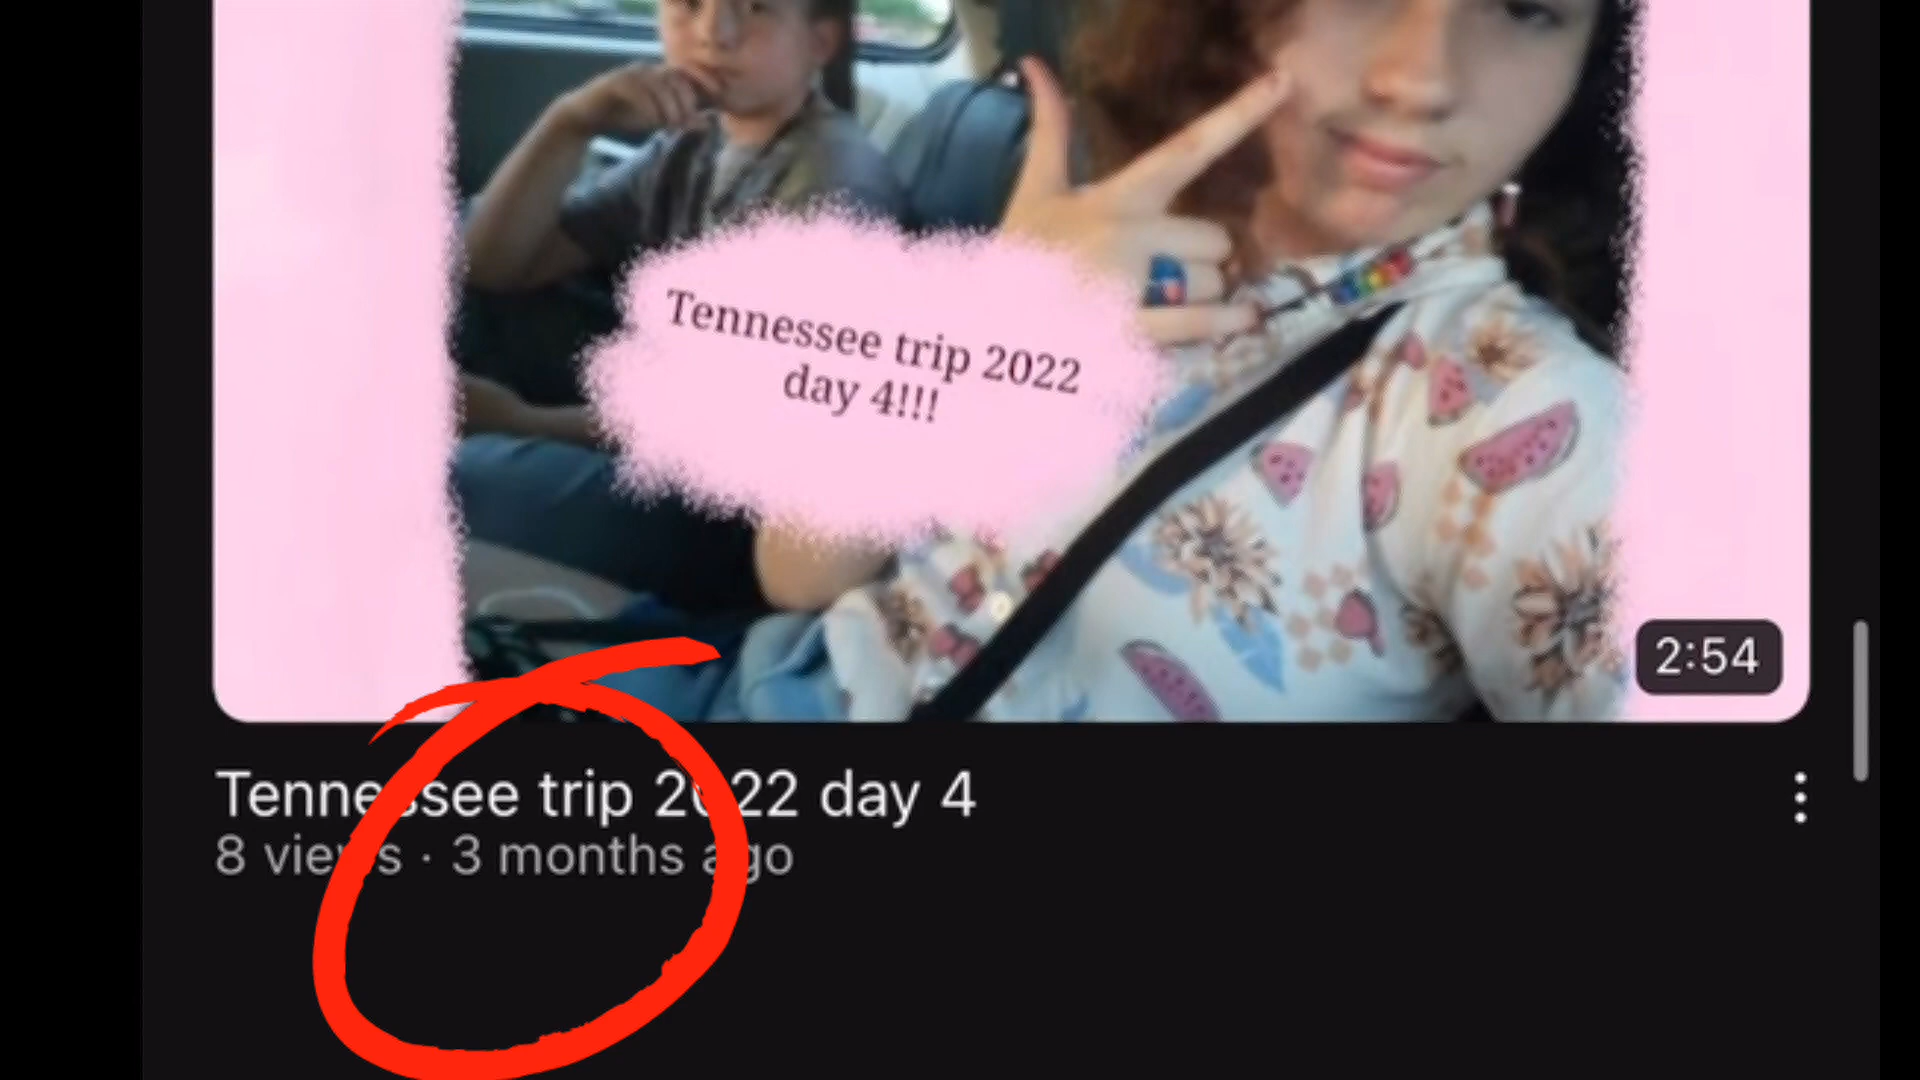 Tennessee trip 2022
day 4!!!
2:54
Tennessee trip 2022 day 4
8 views · 3 months ago